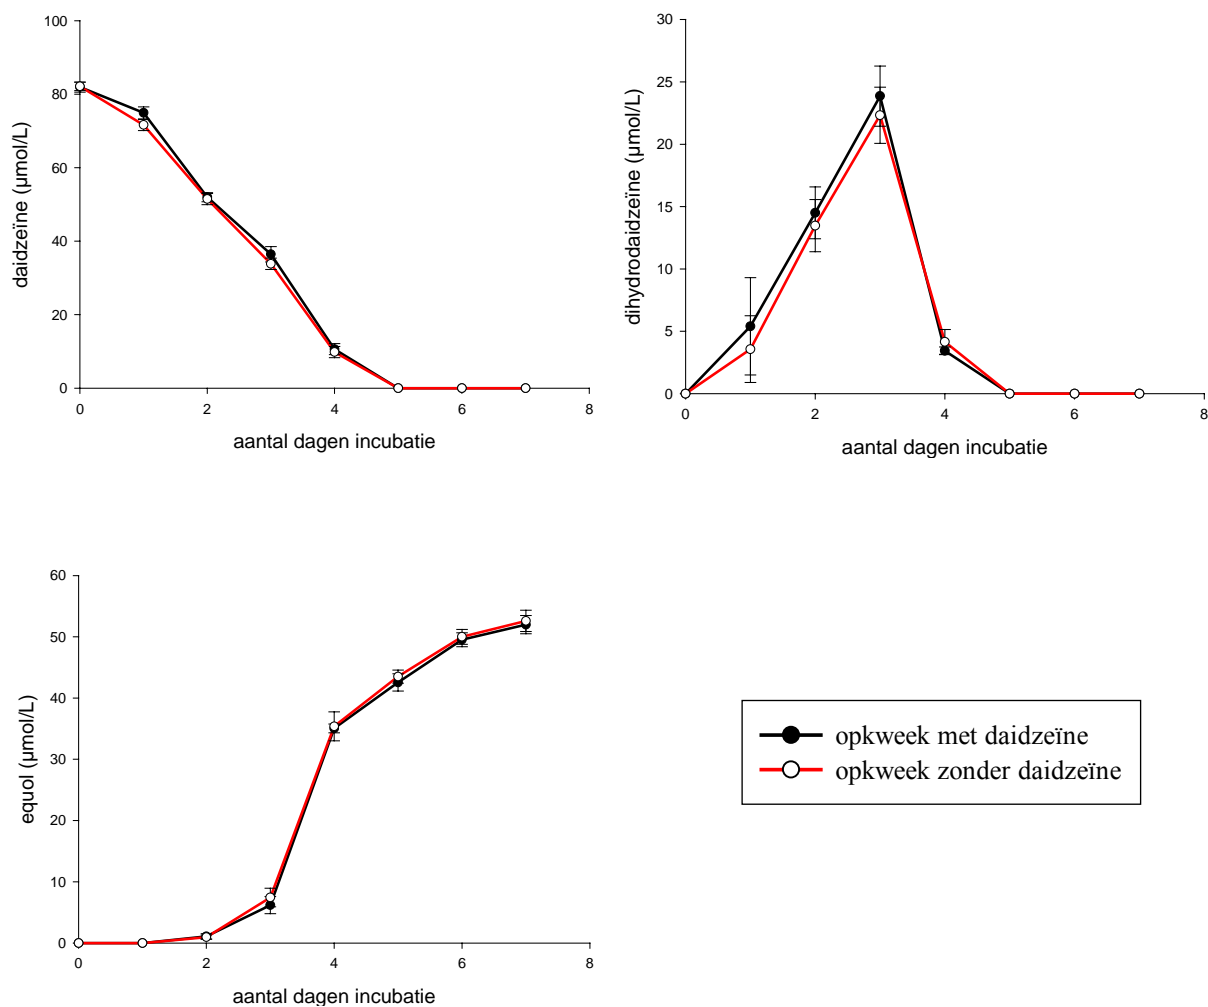 100
80
60
40
20
0
daidzeïne (µmol/L)
0 2 4 6 8
aantal dagen incubatie
30
25
20
15
10
5
0
dihydrodaidzeïne (µmol/L)
0 2 4 6 8
aantal dagen incubatie
60
50
40
30
20
10
0
equol (µmol/L)
0 2 4 6 8
aantal dagen incubatie
opkweek met daidzeïne
opkweek zonder daidzeïne